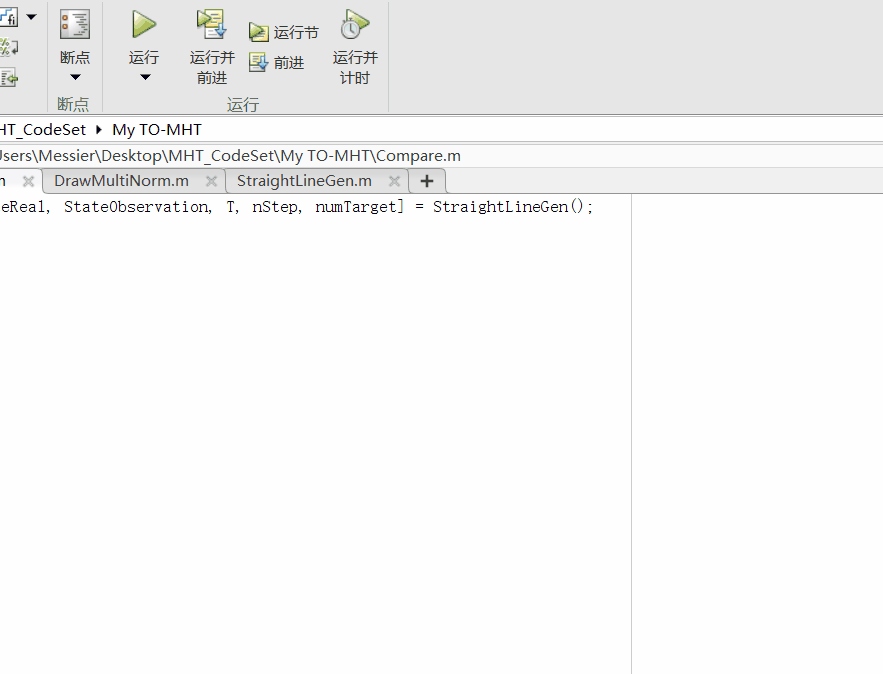 断点
运行
运行并
前进
运行节
前进
运行并
计时
断点
运行
HT_CodeSet ▸ My TO-MHT
Users\Messier\Desktop\MHT_CodeSet\My TO-MHT\Compare.m
DrawMultiNorm.m
StraightLineGen.m
eReal, StateObservation, T, nStep, numTarget] = StraightLineGen();